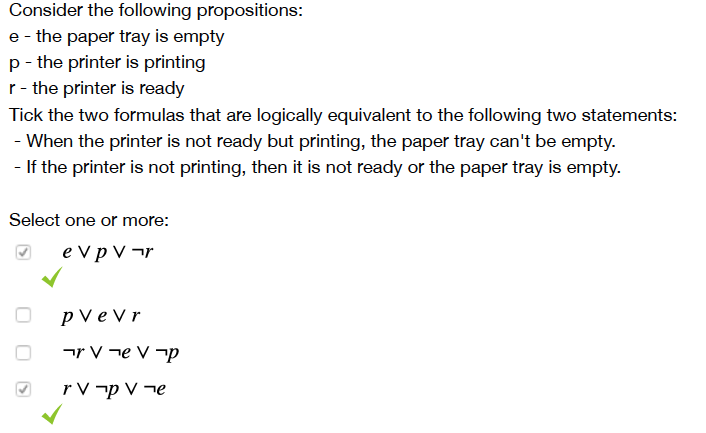 Consider the following propositions:
e - the paper tray is empty
p - the printer is printing
r - the printer is ready
Tick the two formulas that are logically equivalent to the following two statements:
- When the printer is not ready but printing, the paper tray can't be empty.
- If the printer is not printing, then it is not ready or the paper tray is empty.
Select one or more:
e ∨ p ∨ ¬r
p ∨ e ∨ r
¬r ∨ ¬e ∨ ¬p
r ∨ ¬p ∨ ¬e